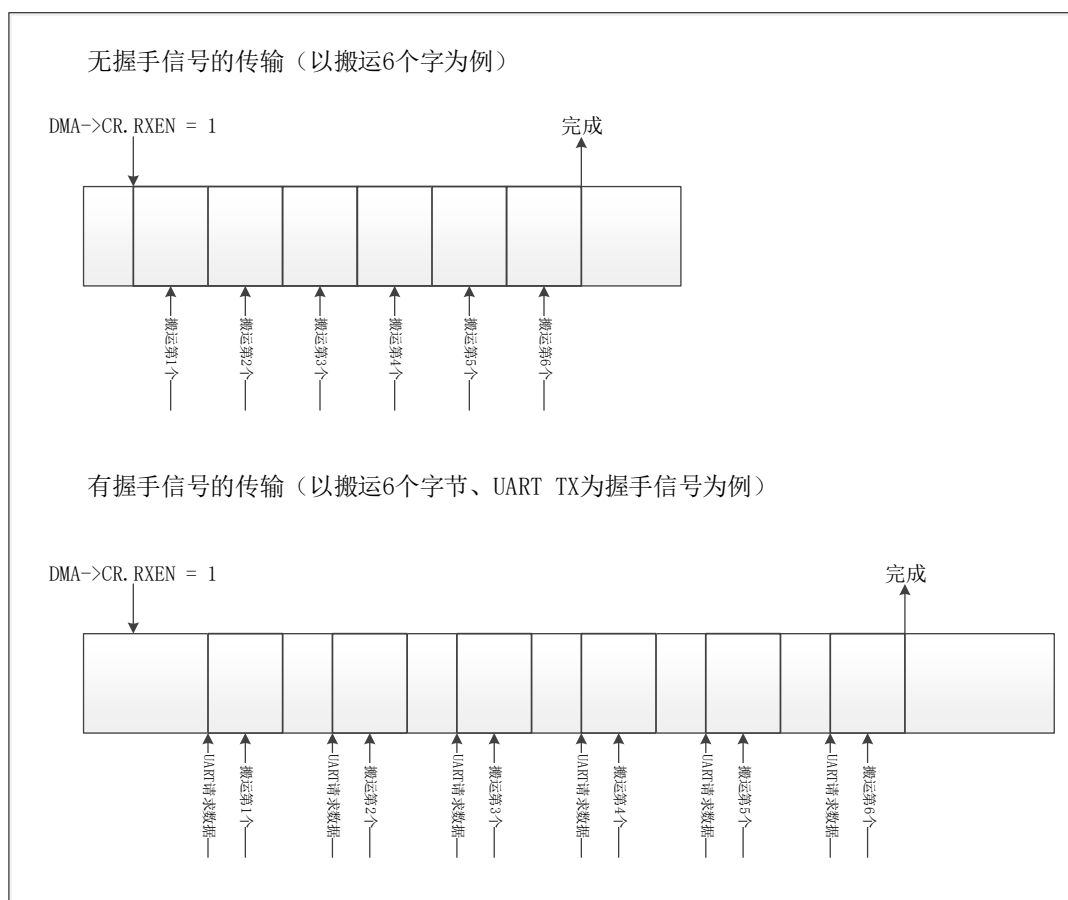 无握手信号的传输（以搬运6个字为例）
DMA->CR.RXEN = 1
完成
搬运第1个
搬运第2个
搬运第3个
搬运第4个
搬运第5个
搬运第6个
有握手信号的传输（以搬运6个字节、UART TX为握手信号为例）
DMA->CR.RXEN = 1
完成
UART请求数据
搬运第1个
UART请求数据
搬运第2个
UART请求数据
搬运第3个
UART请求数据
搬运第4个
UART请求数据
搬运第5个
UART请求数据
搬运第6个